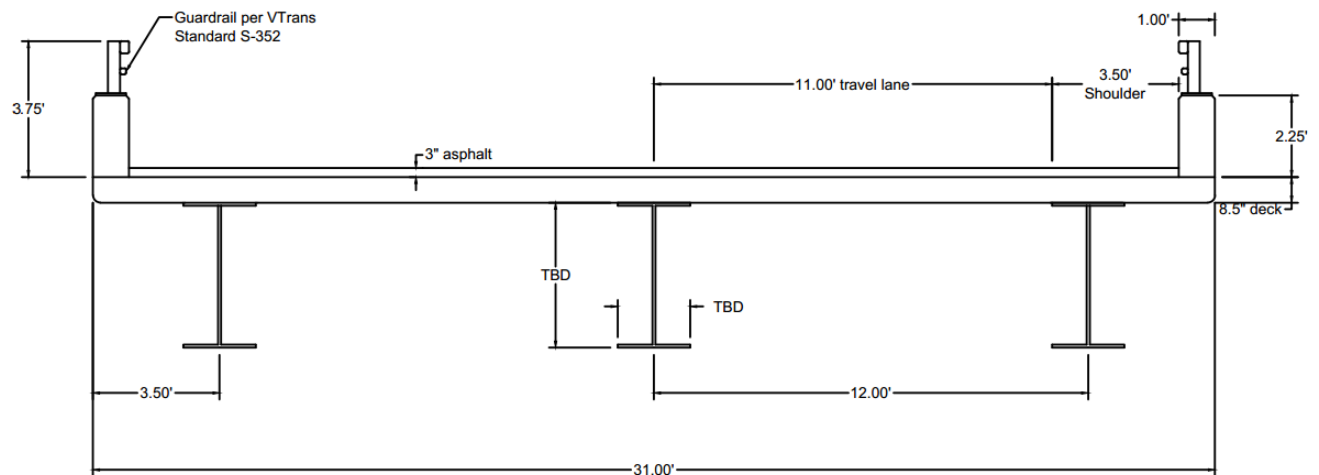 Guardrail per VTrans
Standard S-352
1.00'
3.75'
11.00' travel lane
3.50'
Shoulder
2.25'
3" asphalt
8.5" deck
TBD
TBD
3.50'
12.00'
31.00'